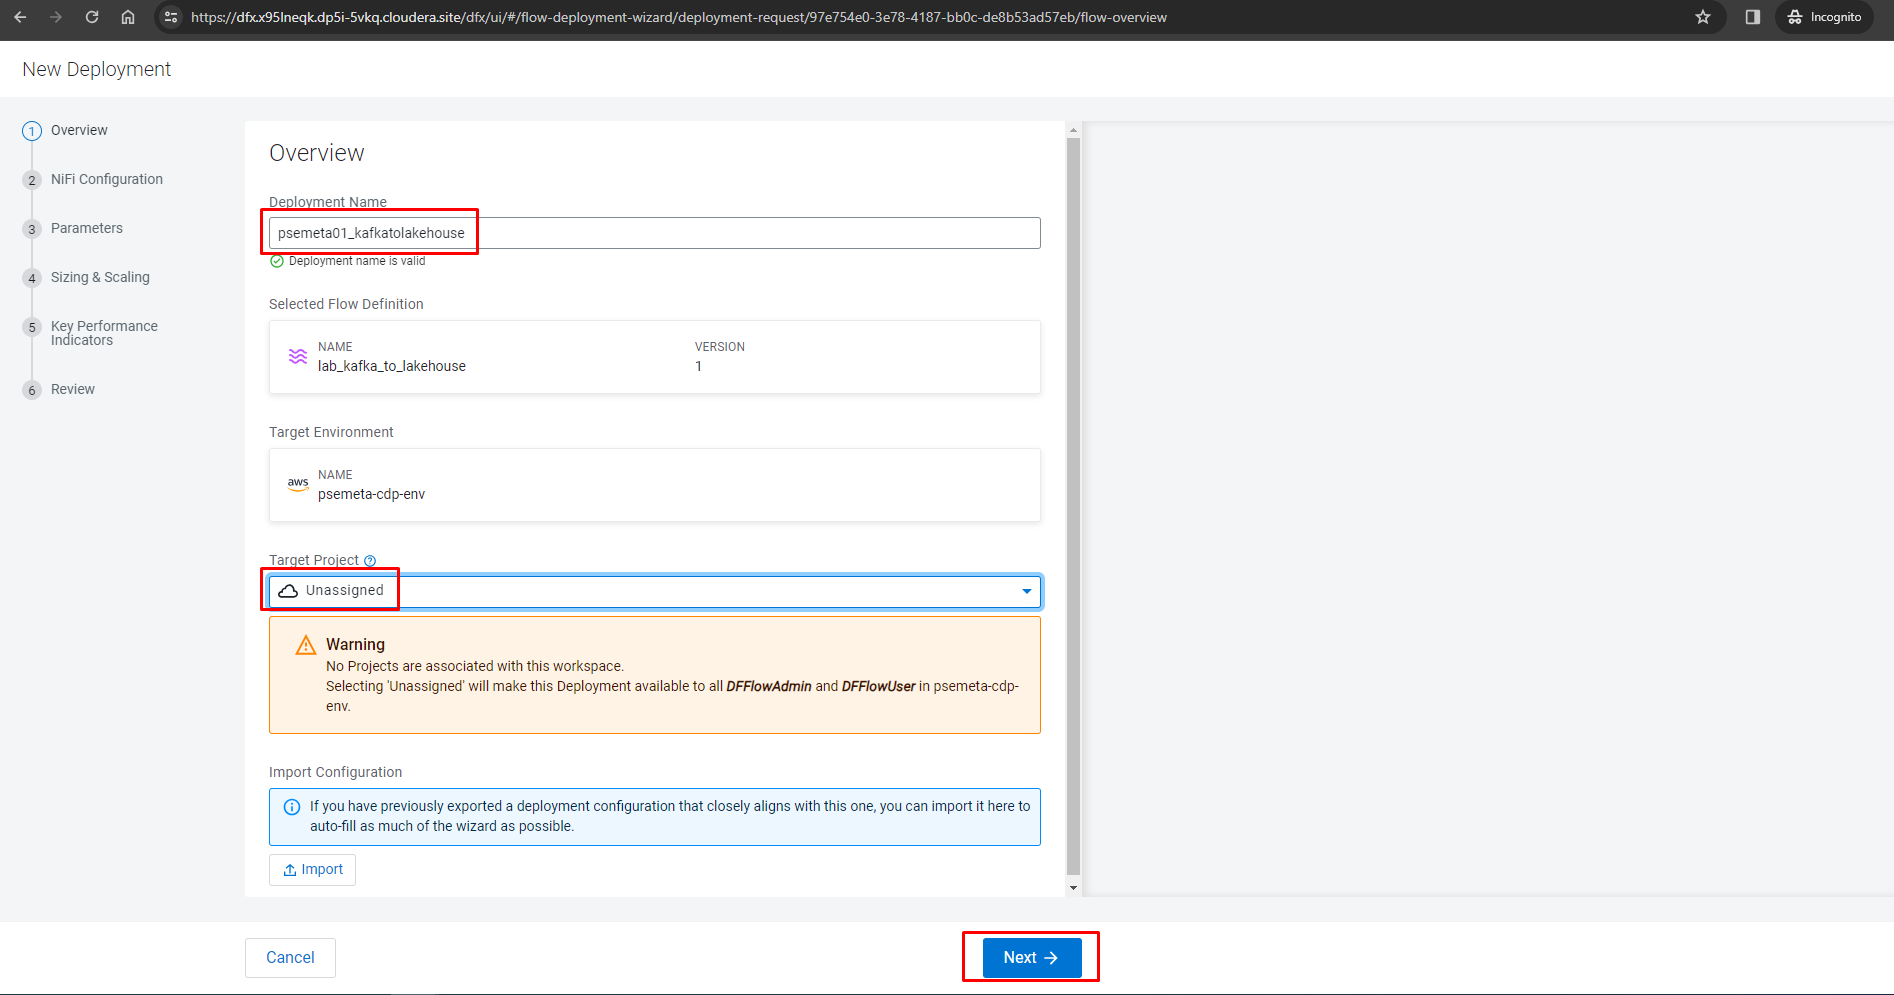 https://dfx.x95lneqk.dp5i-5vkq.cloudera.site/dfx/ui/#/flow-deployment-wizard/deployment-request/97e754e0-3e78-4187-bb0c-de8b53ad57eb/flow-overview
Incognito
New Deployment
1 Overview
2 NiFi Configuration
3 Parameters
4 Sizing & Scaling
5 Key Performance
Indicators
6 Review
Overview
Deployment Name
psemeta01_kafkatolakehouse
Deployment name is valid
Selected Flow Definition
NAME VERSION
lab_kafka_to_lakehouse 1
Target Environment
aws NAME
psemeta-cdp-env
Target Project ?
Unassigned
Warning
No Projects are associated with this workspace.
Selecting 'Unassigned' will make this Deployment available to all DFFlowAdmin and DFFlowUser in psemeta-cdp-
env.
Import Configuration
If you have previously exported a deployment configuration that closely aligns with this one, you can import it here to
auto-fill as much of the wizard as possible.
Import
Cancel Next